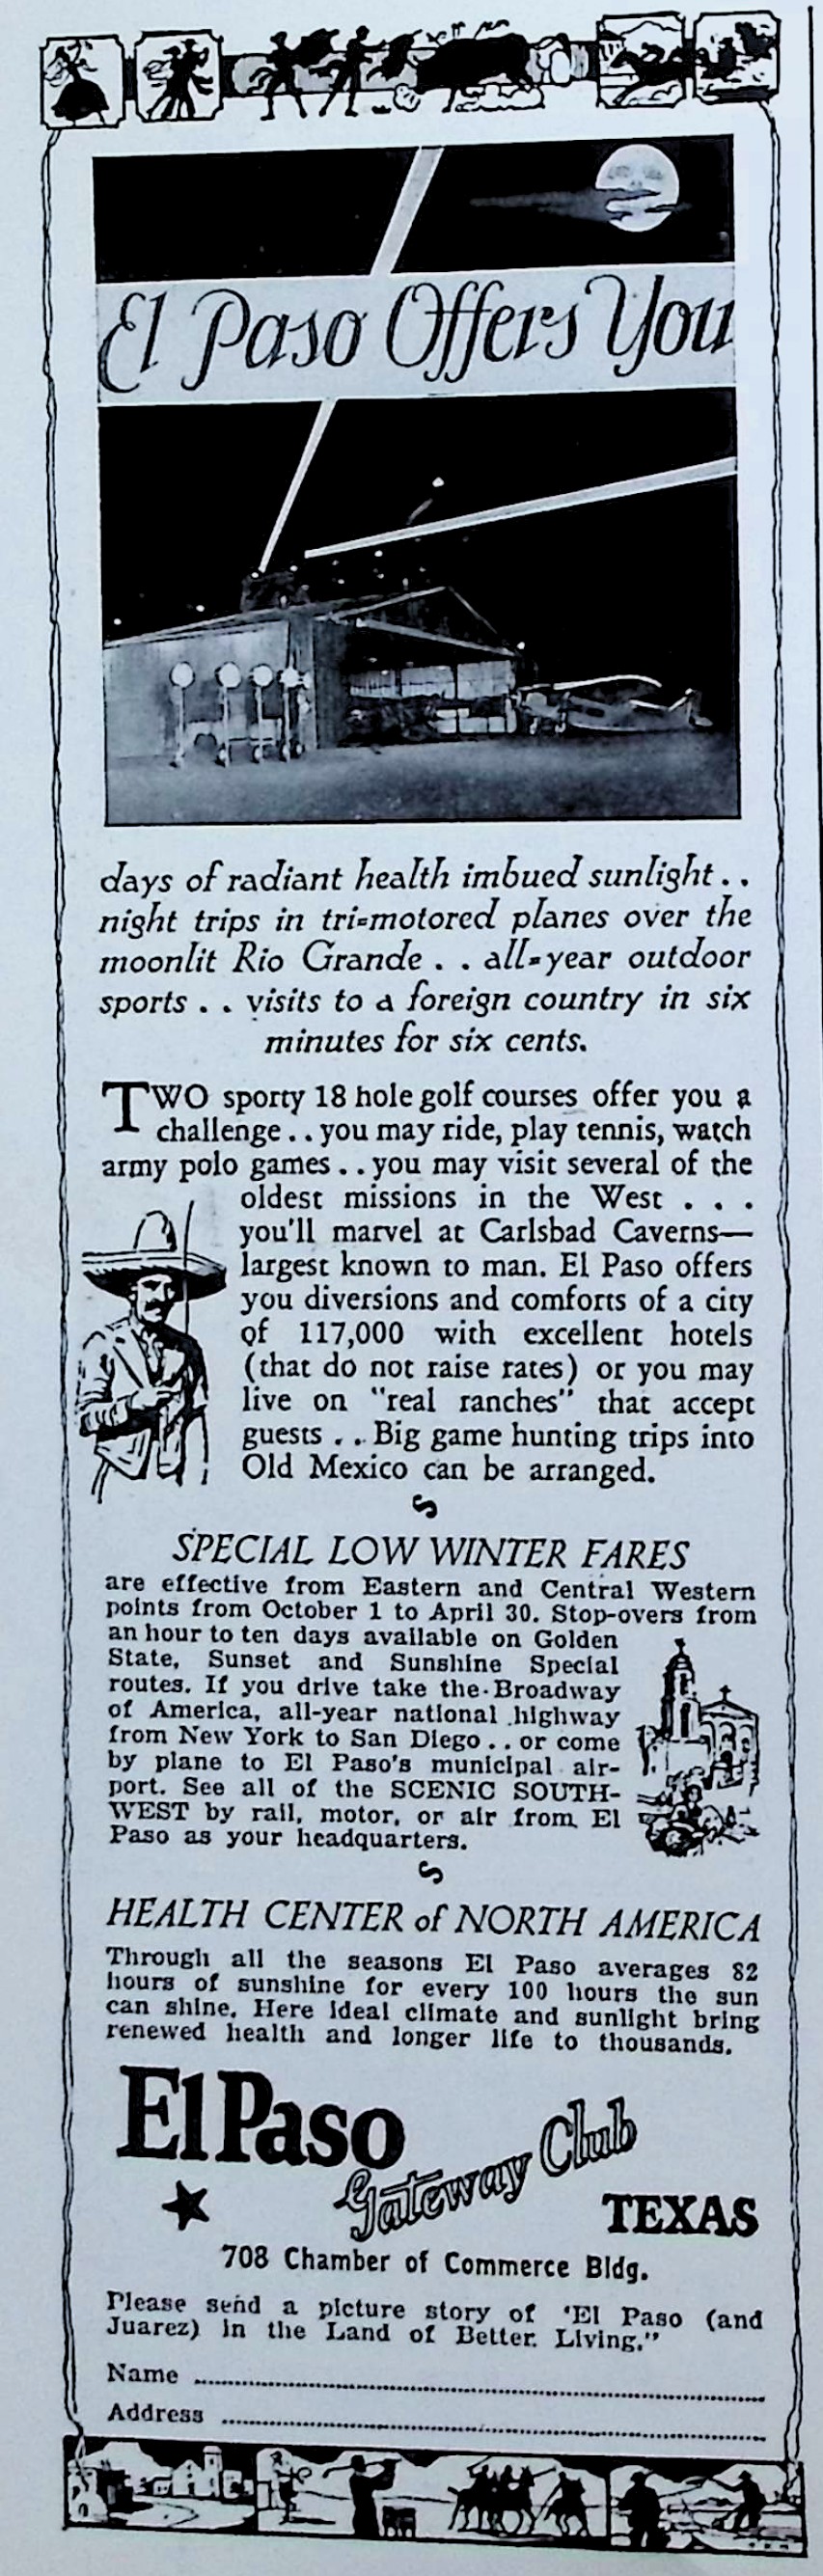 El Paso Offers You
days of radiant health imbued sunlight . .
night trips in tri=motored planes over the
moonlit Rio Grande . . all=year outdoor
sports . . visits to a foreign country in six
minutes for six cents.
TWO sporty 18 hole golf courses offer you a
challenge . . you may ride, play tennis, watch
army polo games . . you may visit several of the
oldest missions in the West . . .
you'll marvel at Carlsbad Caverns—
largest known to man. El Paso offers
you diversions and comforts of a city
of 117,000 with excellent hotels
(that do not raise rates) or you may
live on "real ranches" that accept
guests . . Big game hunting trips into
Old Mexico can be arranged.
SPECIAL LOW WINTER FARES
are effective from Eastern and Central Western
points from October 1 to April 30. Stop-overs from
an hour to ten days available on Golden
State, Sunset and Sunshine Special
routes. If you drive take the Broadway
of America, all-year national highway
from New York to San Diego . . or come
by plane to El Paso's municipal air-
port. See all of the SCENIC SOUTH-
WEST by rail, motor, or air from El
Paso as your headquarters.
HEALTH CENTER of NORTH AMERICA
Through all the seasons El Paso averages 82
hours of sunshine for every 100 hours the sun
can shine. Here ideal climate and sunlight bring
renewed health and longer life to thousands.
El Paso
Gateway Club
TEXAS
708 Chamber of Commerce Bldg.
Please send a picture story of 'El Paso (and
Juarez) in the Land of Better Living."
Name
Address